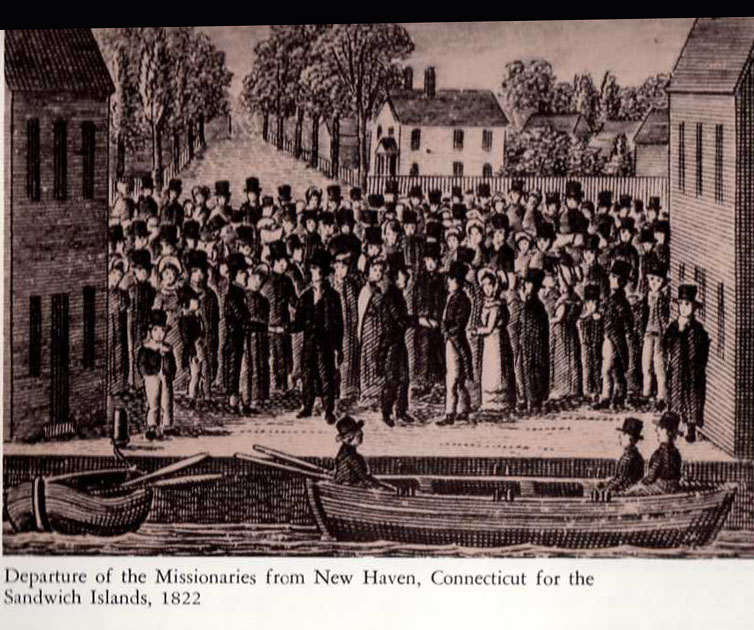 Departure of the Missionaries from New Haven, Connecticut for the
Sandwich Islands, 1822